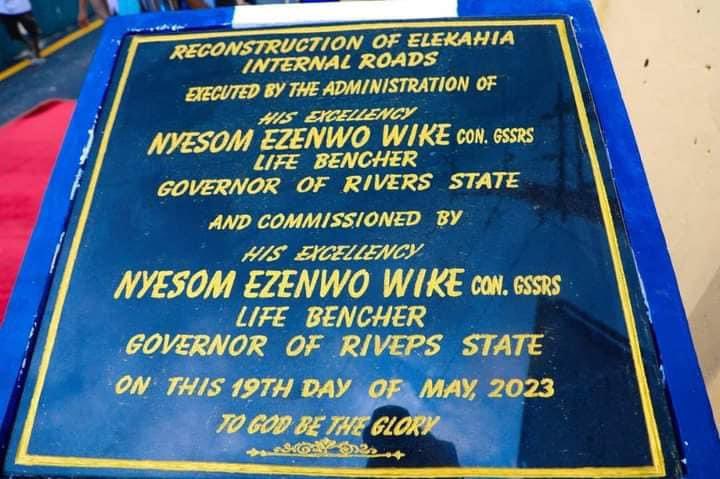 RECONSTRUCTION OF ELEKAHIA
INTERNAL ROADS
EXECUTED BY THE ADMINISTRATION OF
HIS EXCELLENCY
NYESOM EZENWO WIKE CON. GSSRS
LIFE BENCHER
GOVERNOR OF RIVERS STATE
AND COMMISSIONED BY
HIS EXCELLENCY
NYESOM EZENWO WIKE CON. GSSRS
LIFE BENCHER
GOVERNOR OF RIVEPS STATE
ON THIS 19TH DAY OF MAY, 2023
TO GOD BE THE GLORY